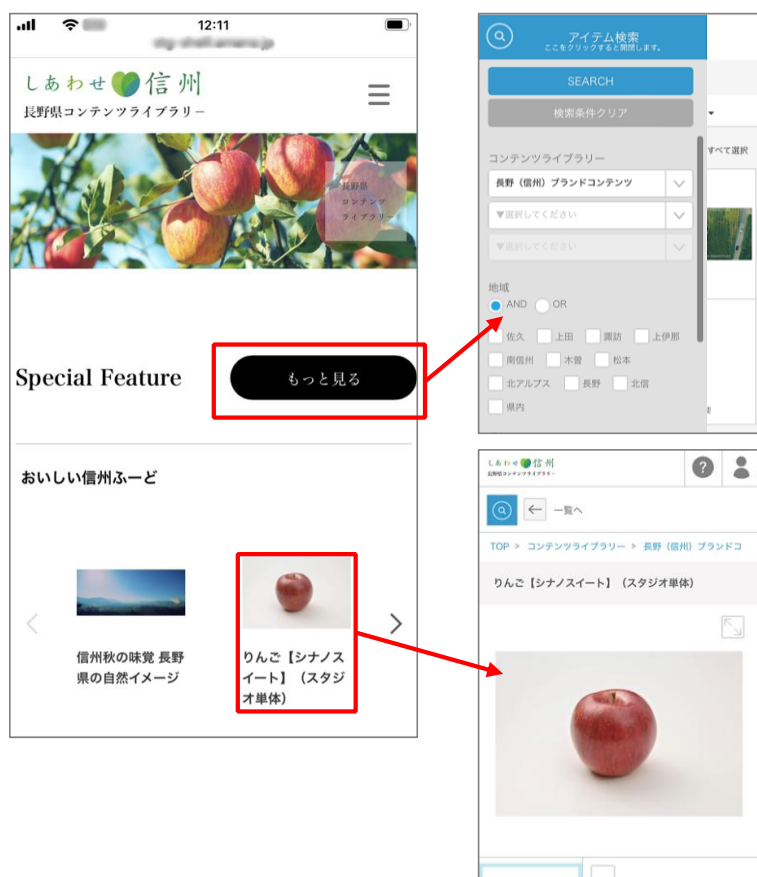 12:11
しあわせ 信州
長野県コンテンツライブラリー
長野県
コンテンツ
ライブラリー
Special Feature
もっと見る
おいしい信州ふーど
信州秋の味覚 長野
県の自然イメージ
りんご【シナノス
イート】（スタジ
オ単体）
アイテム検索
ここをクリックすると開閉します。
SEARCH
検索条件クリア
すべて選択
コンテンツライブラリー
長野（信州）ブランドコンテンツ
▼選択してください
▼選択してください
地域
AND OR
佐久 上田 諏訪 上伊那
南信州 木曽 松本
北アルプス 長野 北信
県内
しあわせ 信州
長野県コンテンツライブラリー
?
一覧へ
TOP > コンテンツライブラリー > 長野（信州）ブランドコ
りんご【シナノスイート】（スタジオ単体）